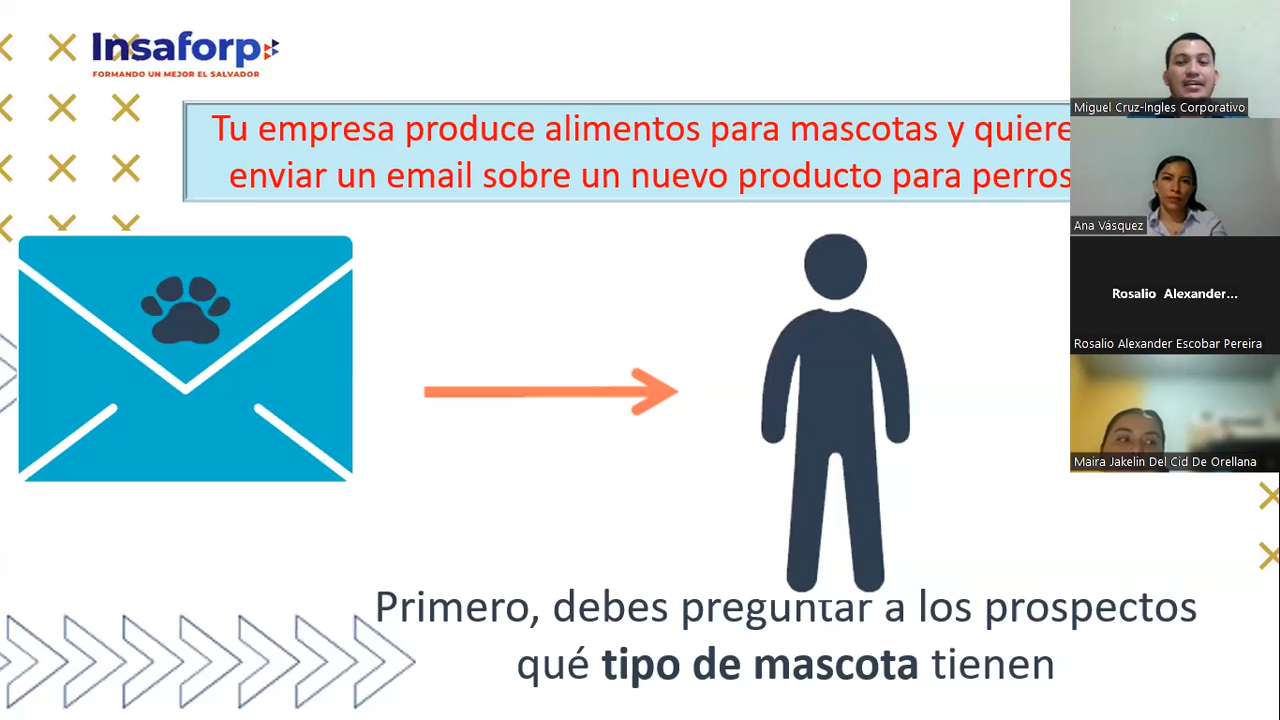 Insaforp
FORMANDO UN MEJOR EL SALVADOR
Tu empresa produce alimentos para mascotas y quiere
enviar un email sobre un nuevo producto para perros
Primero, debes preguntar a los prospectos
qué tipo de mascota tienen
Miguel Cruz-Ingles Corporativo
Ana Vásquez
Rosalio Alexander...
Rosalio Alexander Escobar Pereira
Maira Jakelin Del Cid De Orellana